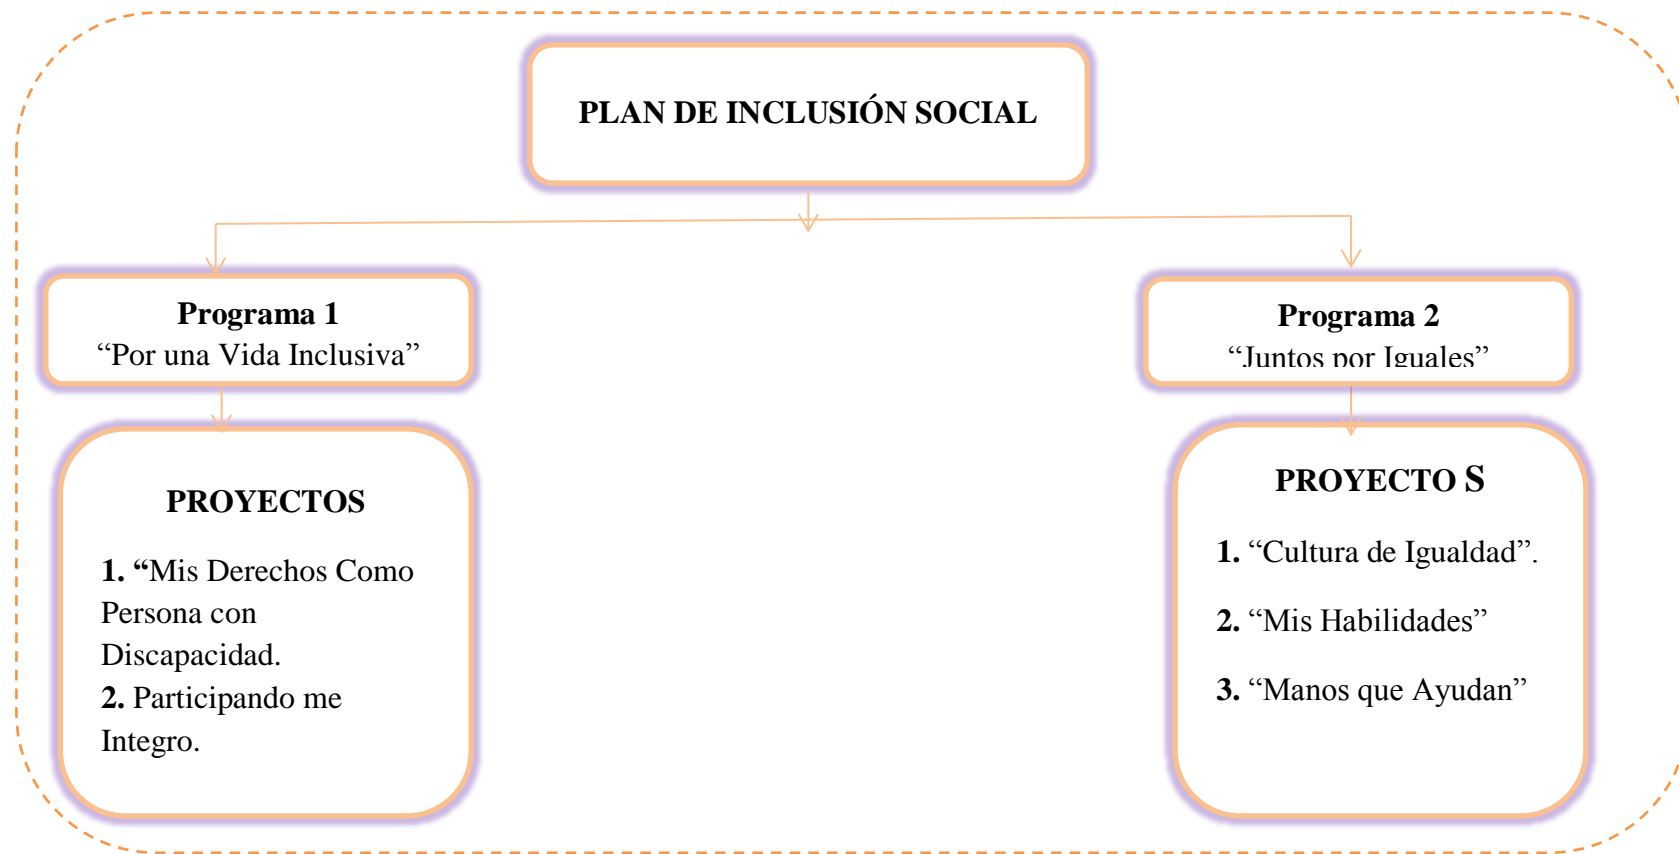 PLAN DE INCLUSIÓN SOCIAL
Programa 1
“Por una Vida Inclusiva”
Programa 2
“Juntos por Iguales”
PROYECTOS
1. “Mis Derechos Como
Persona con
Discapacidad.
2. Participando me
Integro.
PROYECTO S
1. “Cultura de Igualdad”.
2. “Mis Habilidades”
3. “Manos que Ayudan”